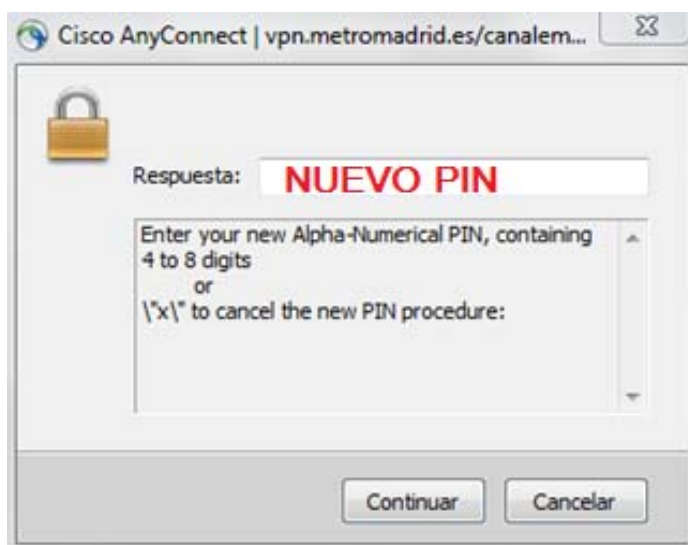 Cisco AnyConnect | vpn.metromadrid.es/canalem...
Respuesta: NUEVO PIN
Enter your new Alpha-Numerical PIN, containing
4 to 8 digits
or
\"x\" to cancel the new PIN procedure:
Continuar Cancelar